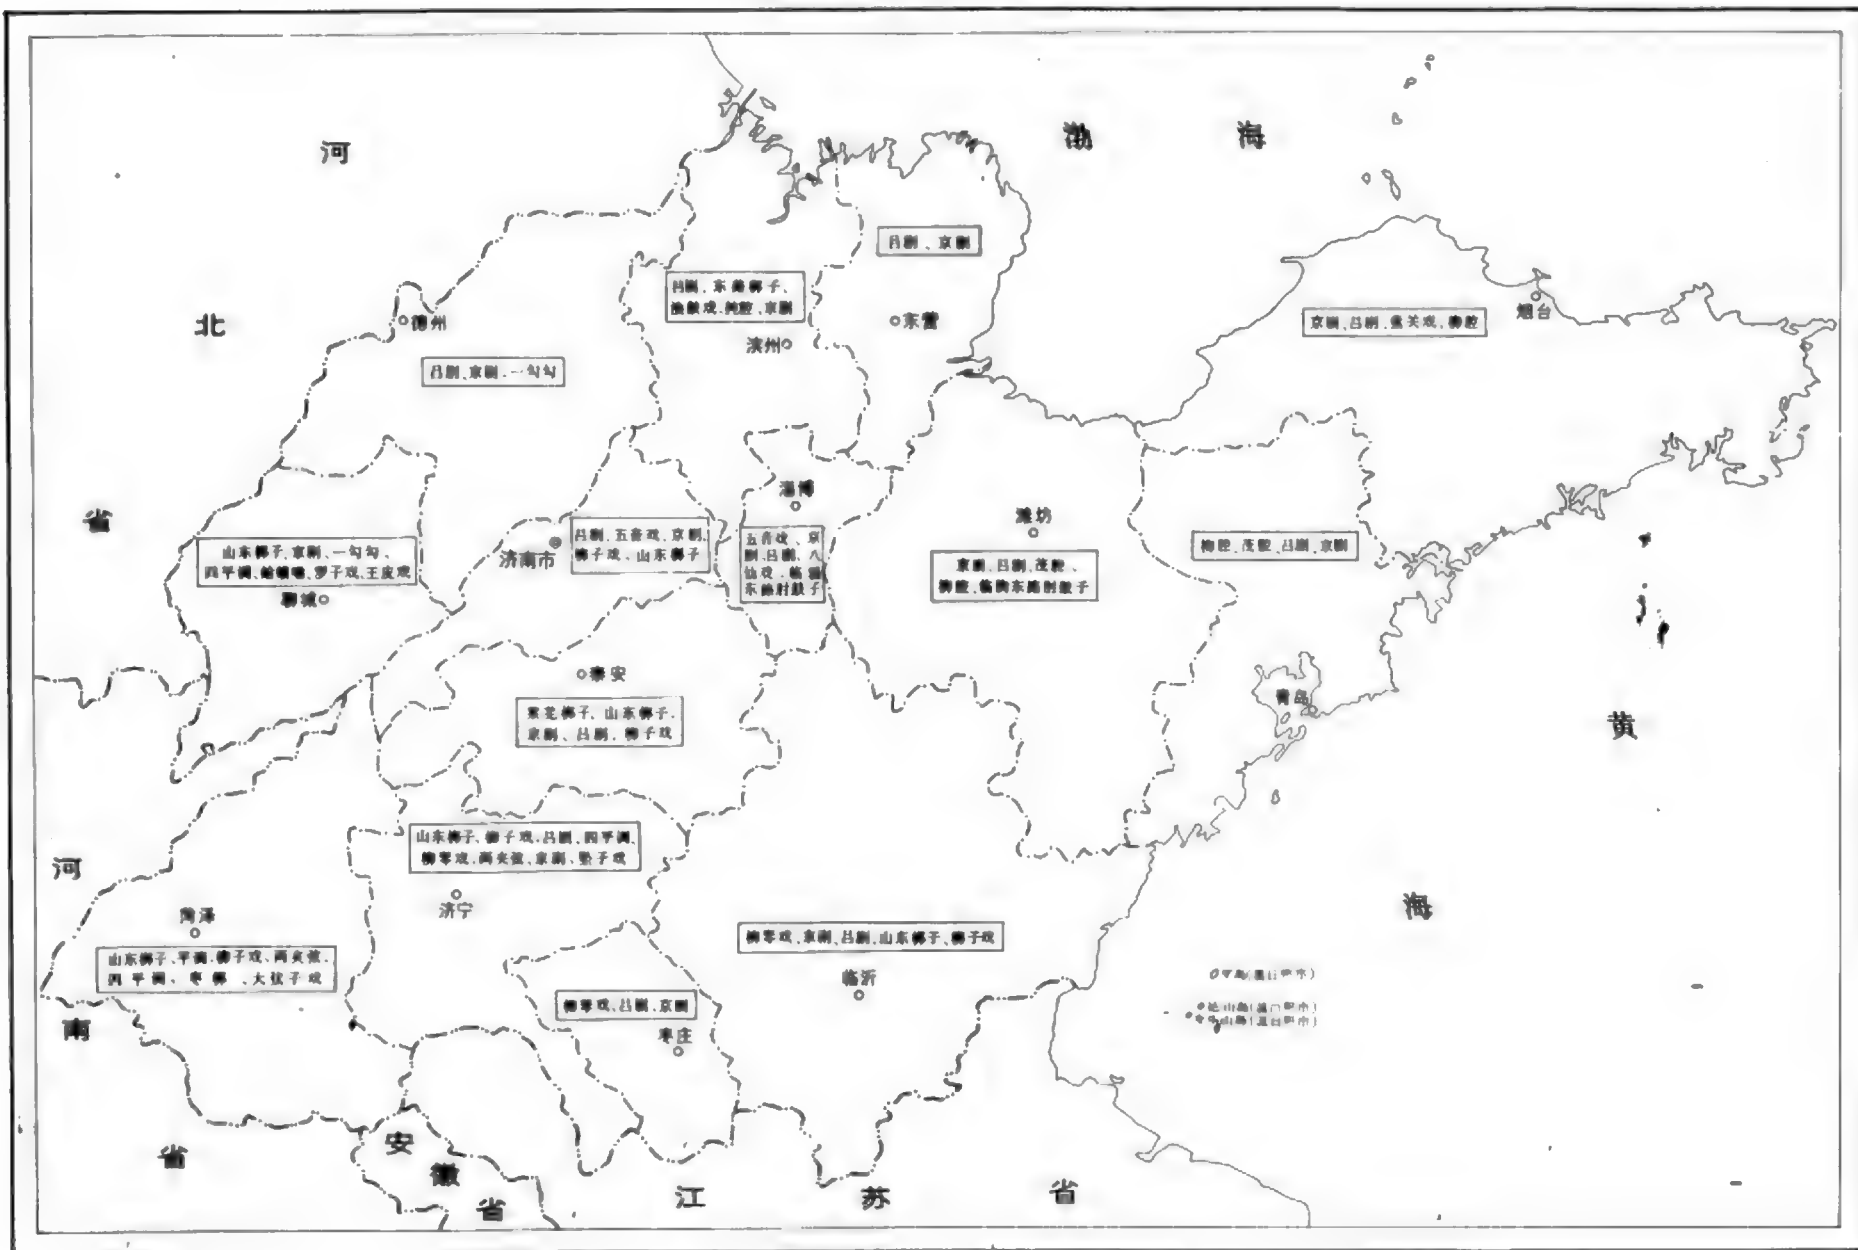 渤海
河
北
省
吕剧、京剧
吕剧、东路梆子、
渔鼓戏、扽腔、京剧
东营
滨州
德州
烟台
京剧、吕剧、蓝关戏、柳腔
吕剧、京剧、一勾勾
淄博
潍坊
济南市
吕剧、五音戏、京剧、
柳子戏、山东梆子
五音戏、京
剧、吕剧、八
仙戏、临淄
东路肘鼓子
柳腔、茂腔、吕剧、京剧
山东梆子、京剧、一勾勾、
四平调、蛤蟆嗡、罗子戏、王皮戏
聊城
京剧、吕剧、茂腔、
柳腔、临朐东路肘鼓子
泰安
莱芜梆子、山东梆子、
京剧、吕剧、柳子戏
青岛
黄
海
山东梆子、柳子戏、吕剧、四平调、
柳琴戏、两夹弦、京剧、坠子戏
济宁
河
南
省
菏泽
山东梆子、平调、柳子戏、两夹弦、
四平调、枣梆、大弦子戏
柳琴戏、京剧、吕剧、山东梆子、柳子戏
临沂
柳琴戏、吕剧、京剧
枣庄
安
徽
省
江苏省